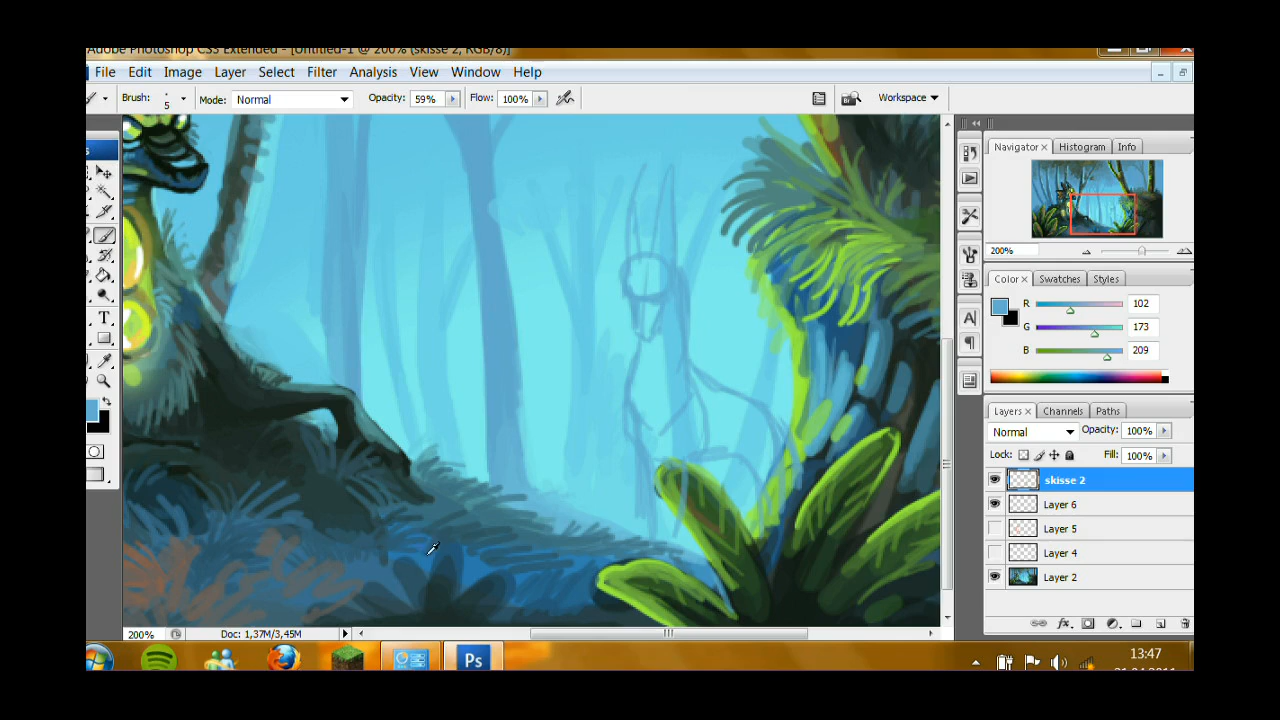 Adobe Photoshop CS3 Extended - [Untitled-1 @ 200% (skisse 2, RGB/8)]
File Edit Image Layer Select Filter Analysis View Window Help
Brush: 5 Mode: Normal Opacity: 59% Flow: 100% Workspace
Navigator × Histogram Info
200%
Color × Swatches Styles
R 102
G 173
B 209
Layers × Channels Paths
Normal Opacity: 100%
Lock: Fill: 100%
skisse 2
Layer 6
Layer 5
Layer 4
Layer 2
200% Doc: 1,37M/3,45M
Ps
13:47